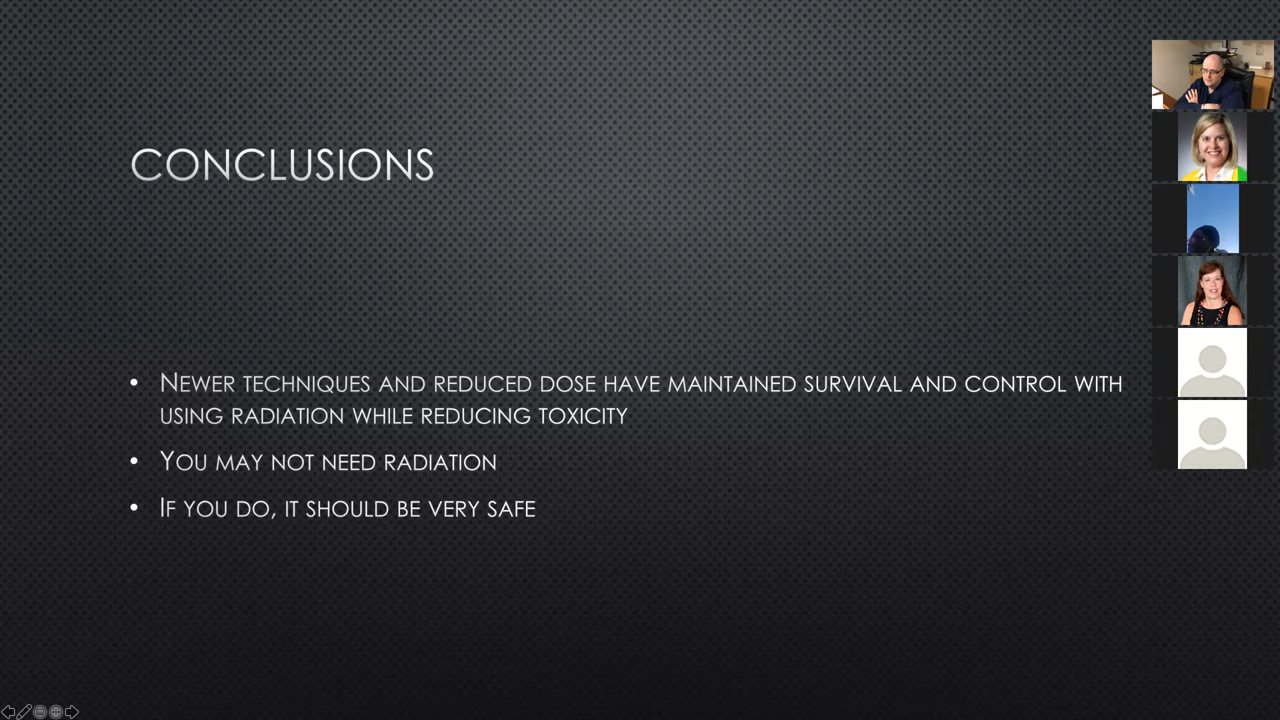 CONCLUSIONS
• NEWER TECHNIQUES AND REDUCED DOSE HAVE MAINTAINED SURVIVAL AND CONTROL WITH
USING RADIATION WHILE REDUCING TOXICITY
• YOU MAY NOT NEED RADIATION
• IF YOU DO, IT SHOULD BE VERY SAFE